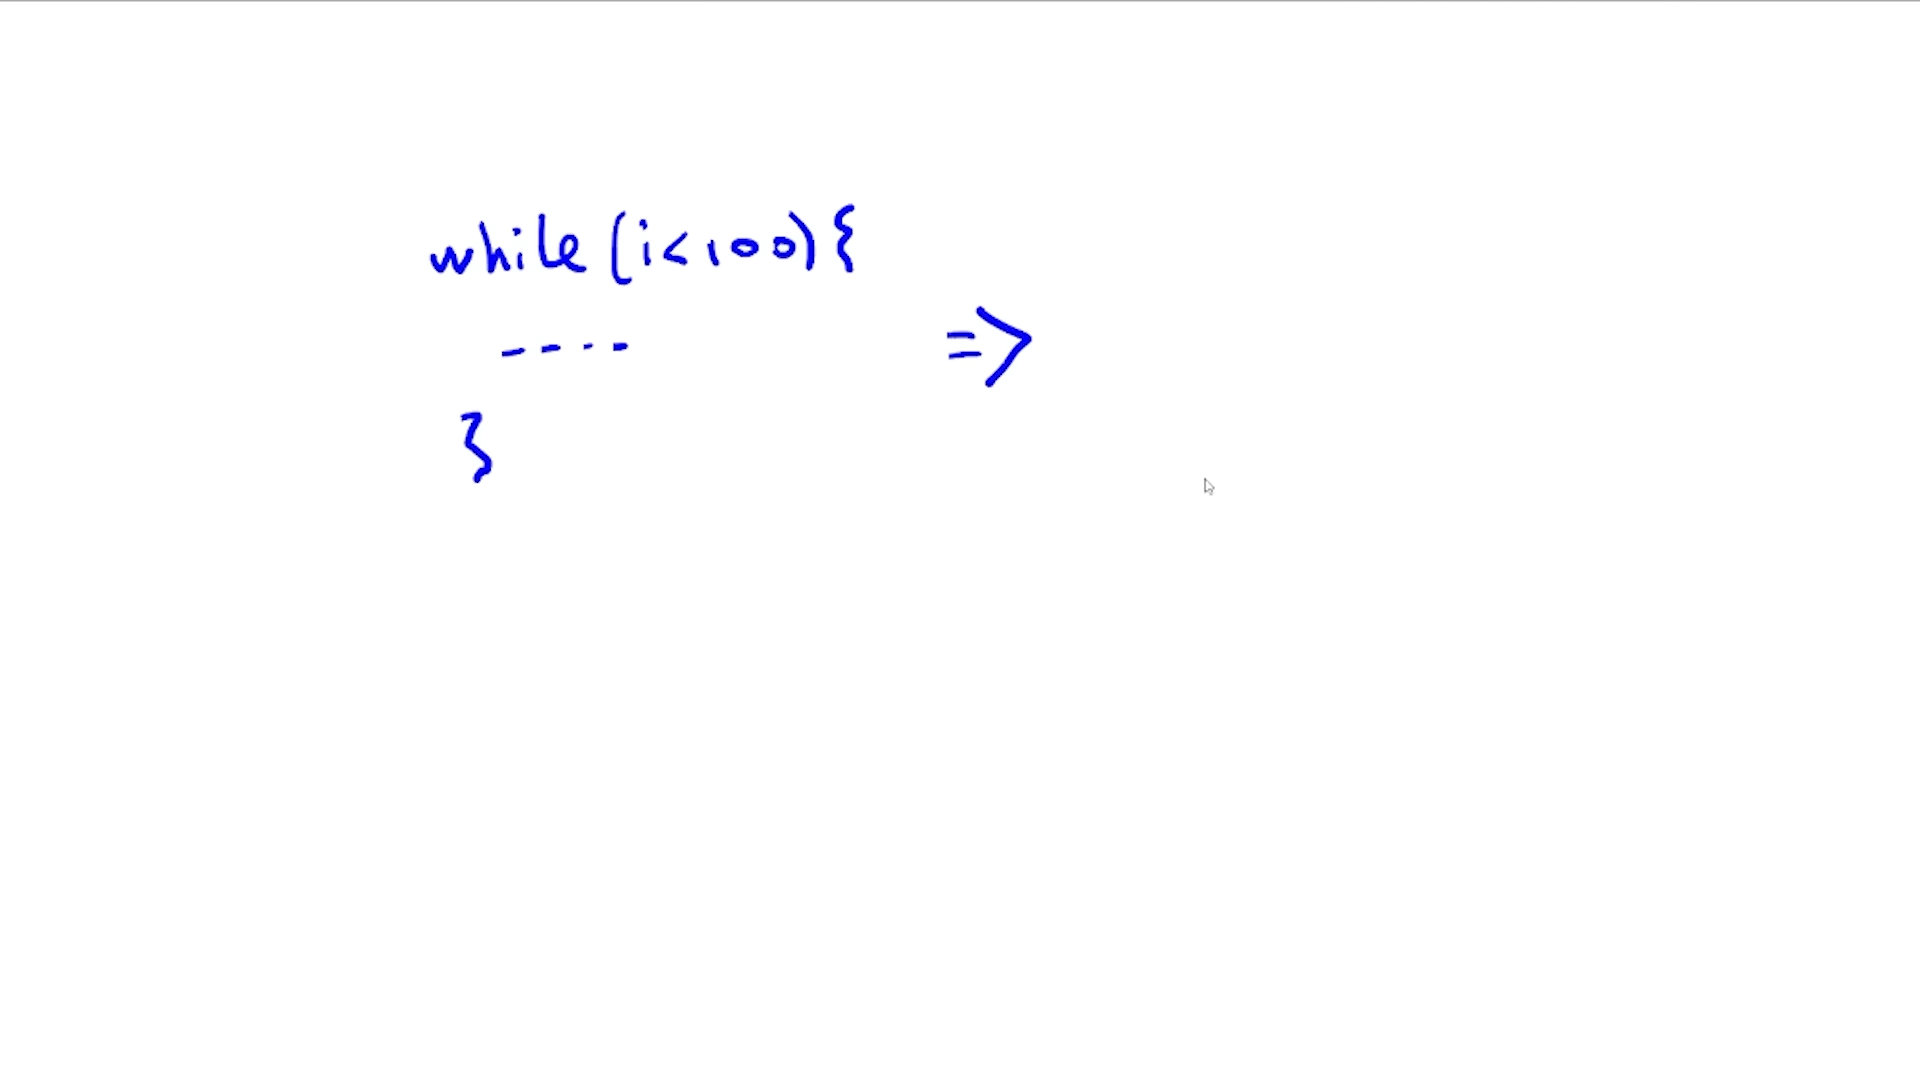 while (i<100){
----
=>
}